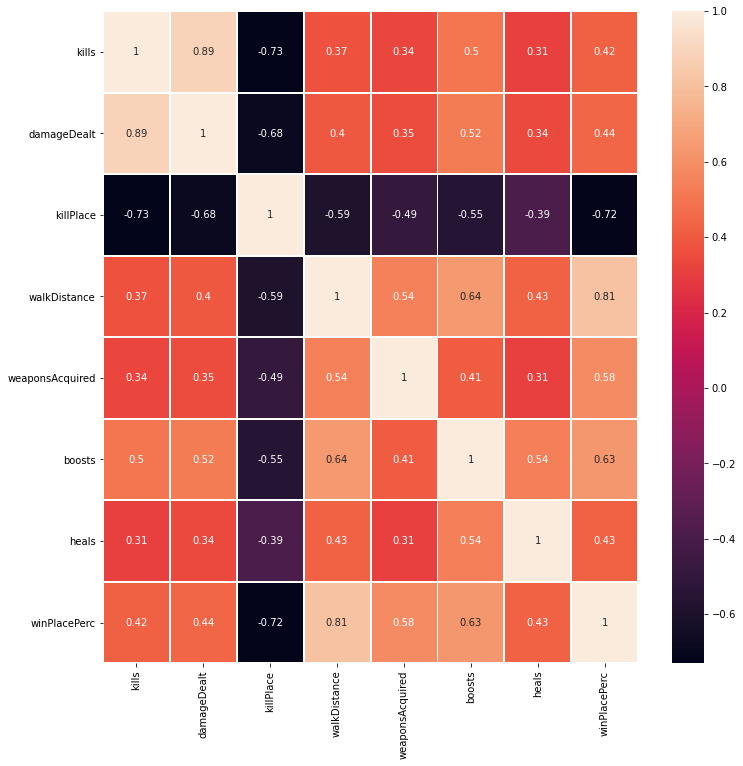 kills 1 0.89 -0.73 0.37 0.34 0.5 0.31 0.42
damageDealt 0.89 1 -0.68 0.4 0.35 0.52 0.34 0.44
killPlace -0.73 -0.68 1 -0.59 -0.49 -0.55 -0.39 -0.72
walkDistance 0.37 0.4 -0.59 1 0.54 0.64 0.43 0.81
weaponsAcquired 0.34 0.35 -0.49 0.54 1 0.41 0.31 0.58
boosts 0.5 0.52 -0.55 0.64 0.41 1 0.54 0.63
heals 0.31 0.34 -0.39 0.43 0.31 0.54 1 0.43
winPlacePerc 0.42 0.44 -0.72 0.81 0.58 0.63 0.43 1
kills
damageDealt
killPlace
walkDistance
weaponsAcquired
boosts
heals
winPlacePerc
1.0
0.8
0.6
0.4
0.2
0.0
−0.2
−0.4
−0.6